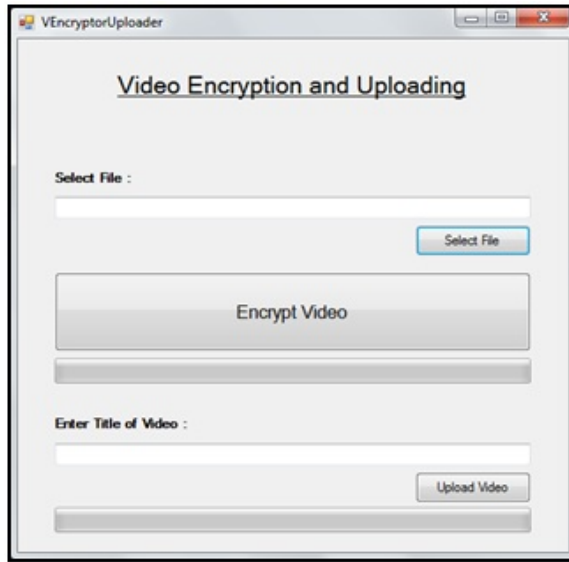 VEncryptorUploader
Video Encryption and Uploading
Select File :
Select File
Encrypt Video
Enter Title of Video :
Upload Video